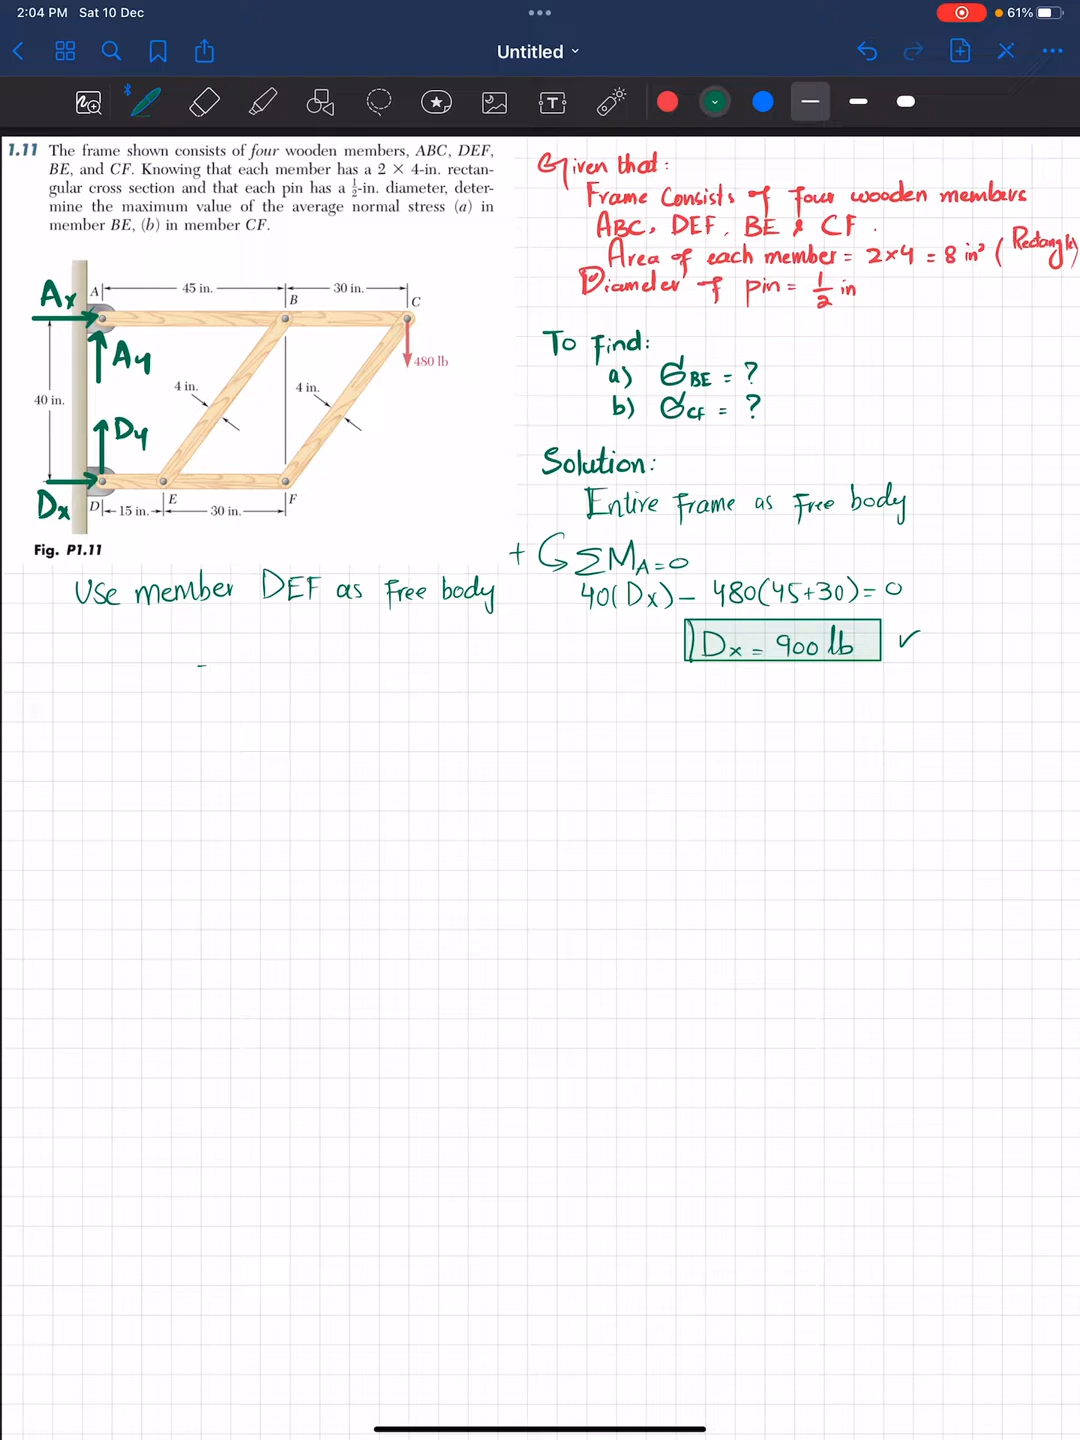 2:04 PM Sat 10 Dec
61%
Untitled
T
1.11 The frame shown consists of four wooden members, ABC, DEF,
BE, and CF. Knowing that each member has a 2 × 4-in. rectan-
gular cross section and that each pin has a 1/2-in. diameter, deter-
mine the maximum value of the average normal stress (a) in
member BE, (b) in member CF.
Ax
A
45 in.
B
30 in.
C
Ay
480 lb
4 in.
4 in.
40 in.
Dy
Dx
D
15 in.
E
30 in.
F
Fig. P1.11
Use member DEF as Free body
Given that:
Frame Consists of four wooden members
ABC, DEF, BE & CF.
Area of each member = 2×4 = 8 in² (Rectangle)
Diameter of pin = 1/2 in
To Find:
a) σBE = ?
b) σCF = ?
Solution:
Entire Frame as Free body
+ ΣMA=0
40(Dx) – 480(45+30) = 0
Dx = 900 lb ✓